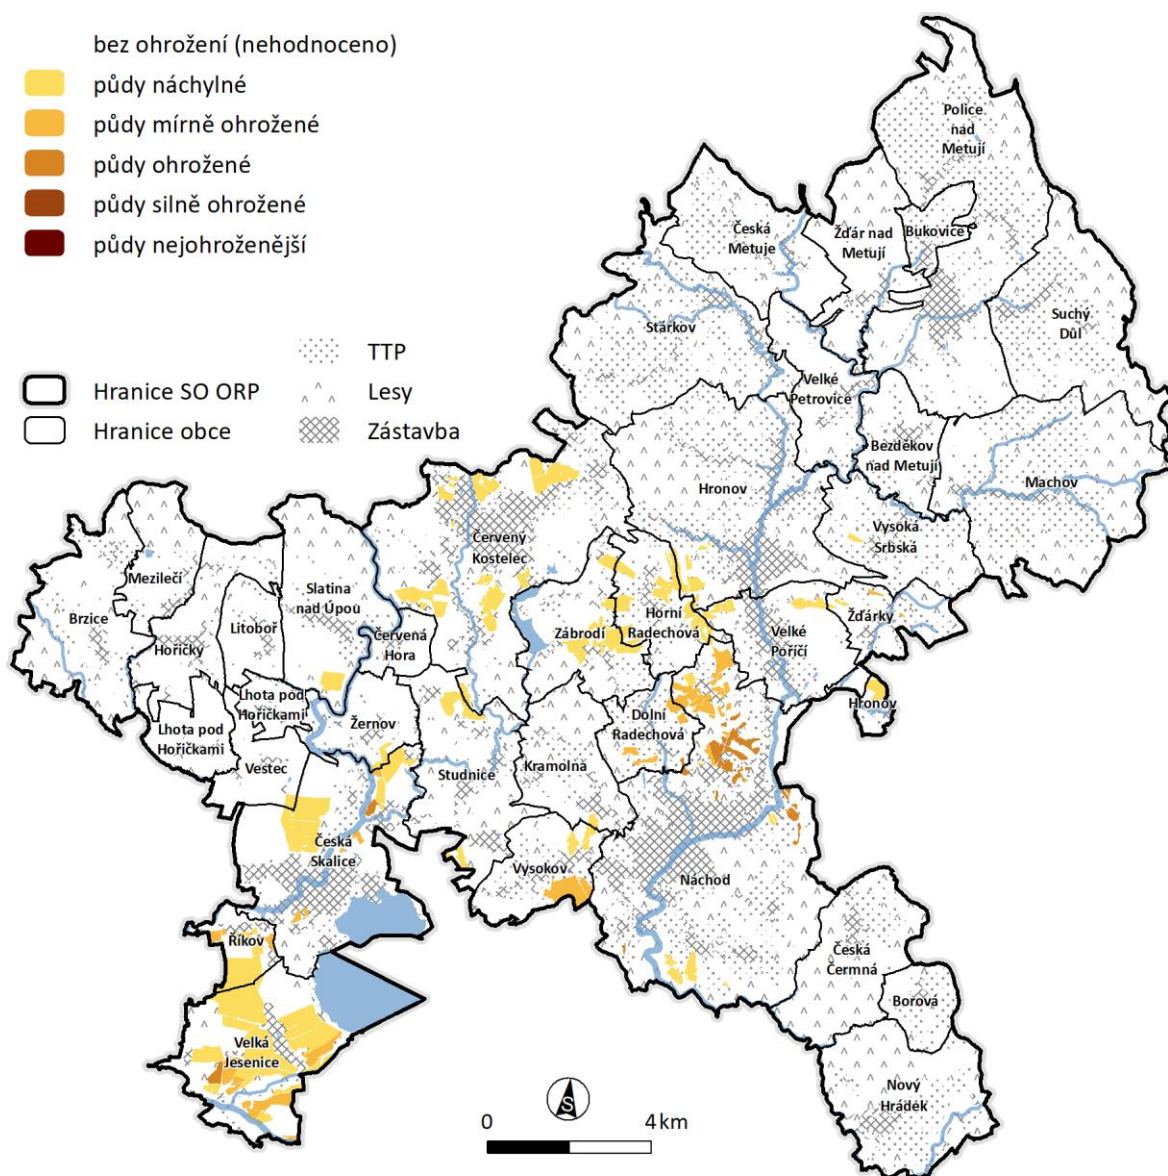 bez ohrožení (nehodnoceno)
půdy náchylné
půdy mírně ohrožené
půdy ohrožené
půdy silně ohrožené
půdy nejohroženější
TTP
Hranice SO ORP
Lesy
Hranice obce
Zástavba
Police
nad
Metují
Česká
Metuje
Žďár nad
Metují
Bukovice
Stárkov
Suchý
Důl
Velké
Petrovice
Bezděkov
nad Metují
Machov
Hronov
Vysoká
Srbská
Červený
Kostelec
Mezilečí
Brzice
Slatina
nad Úpou
Litoboř
Hořičky
Červená
Hora
Zábrodí
Horní
Radechová
Velké
Poříčí
Žďárky
Hronov
Lhota pod
Hořičkami
Lhota pod
Hořičkami
Žernov
Dolní
Radechová
Vestec
Studnice
Kramolna
Česká
Skalice
Vysokov
Náchod
Říkov
Česká
Čermná
Borová
Velká
Jesenice
Nový
Hrádek
S
0 4 km